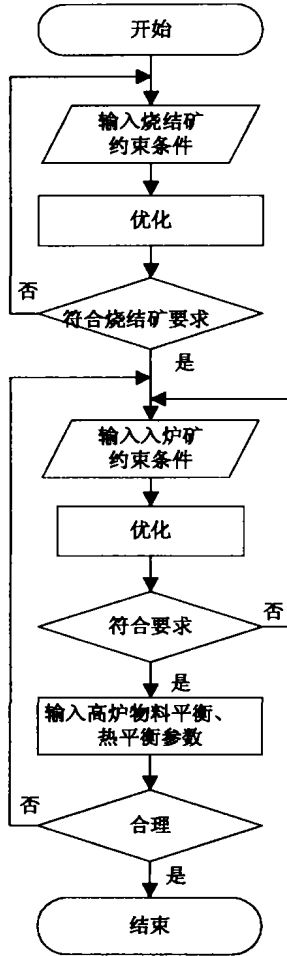 开始
输入烧结矿
约束条件
优化
否
符合烧结矿要求
是
输入入炉矿
约束条件
优化
否
符合要求
是
输入高炉物料平衡、
热平衡参数
否
合理
是
结束